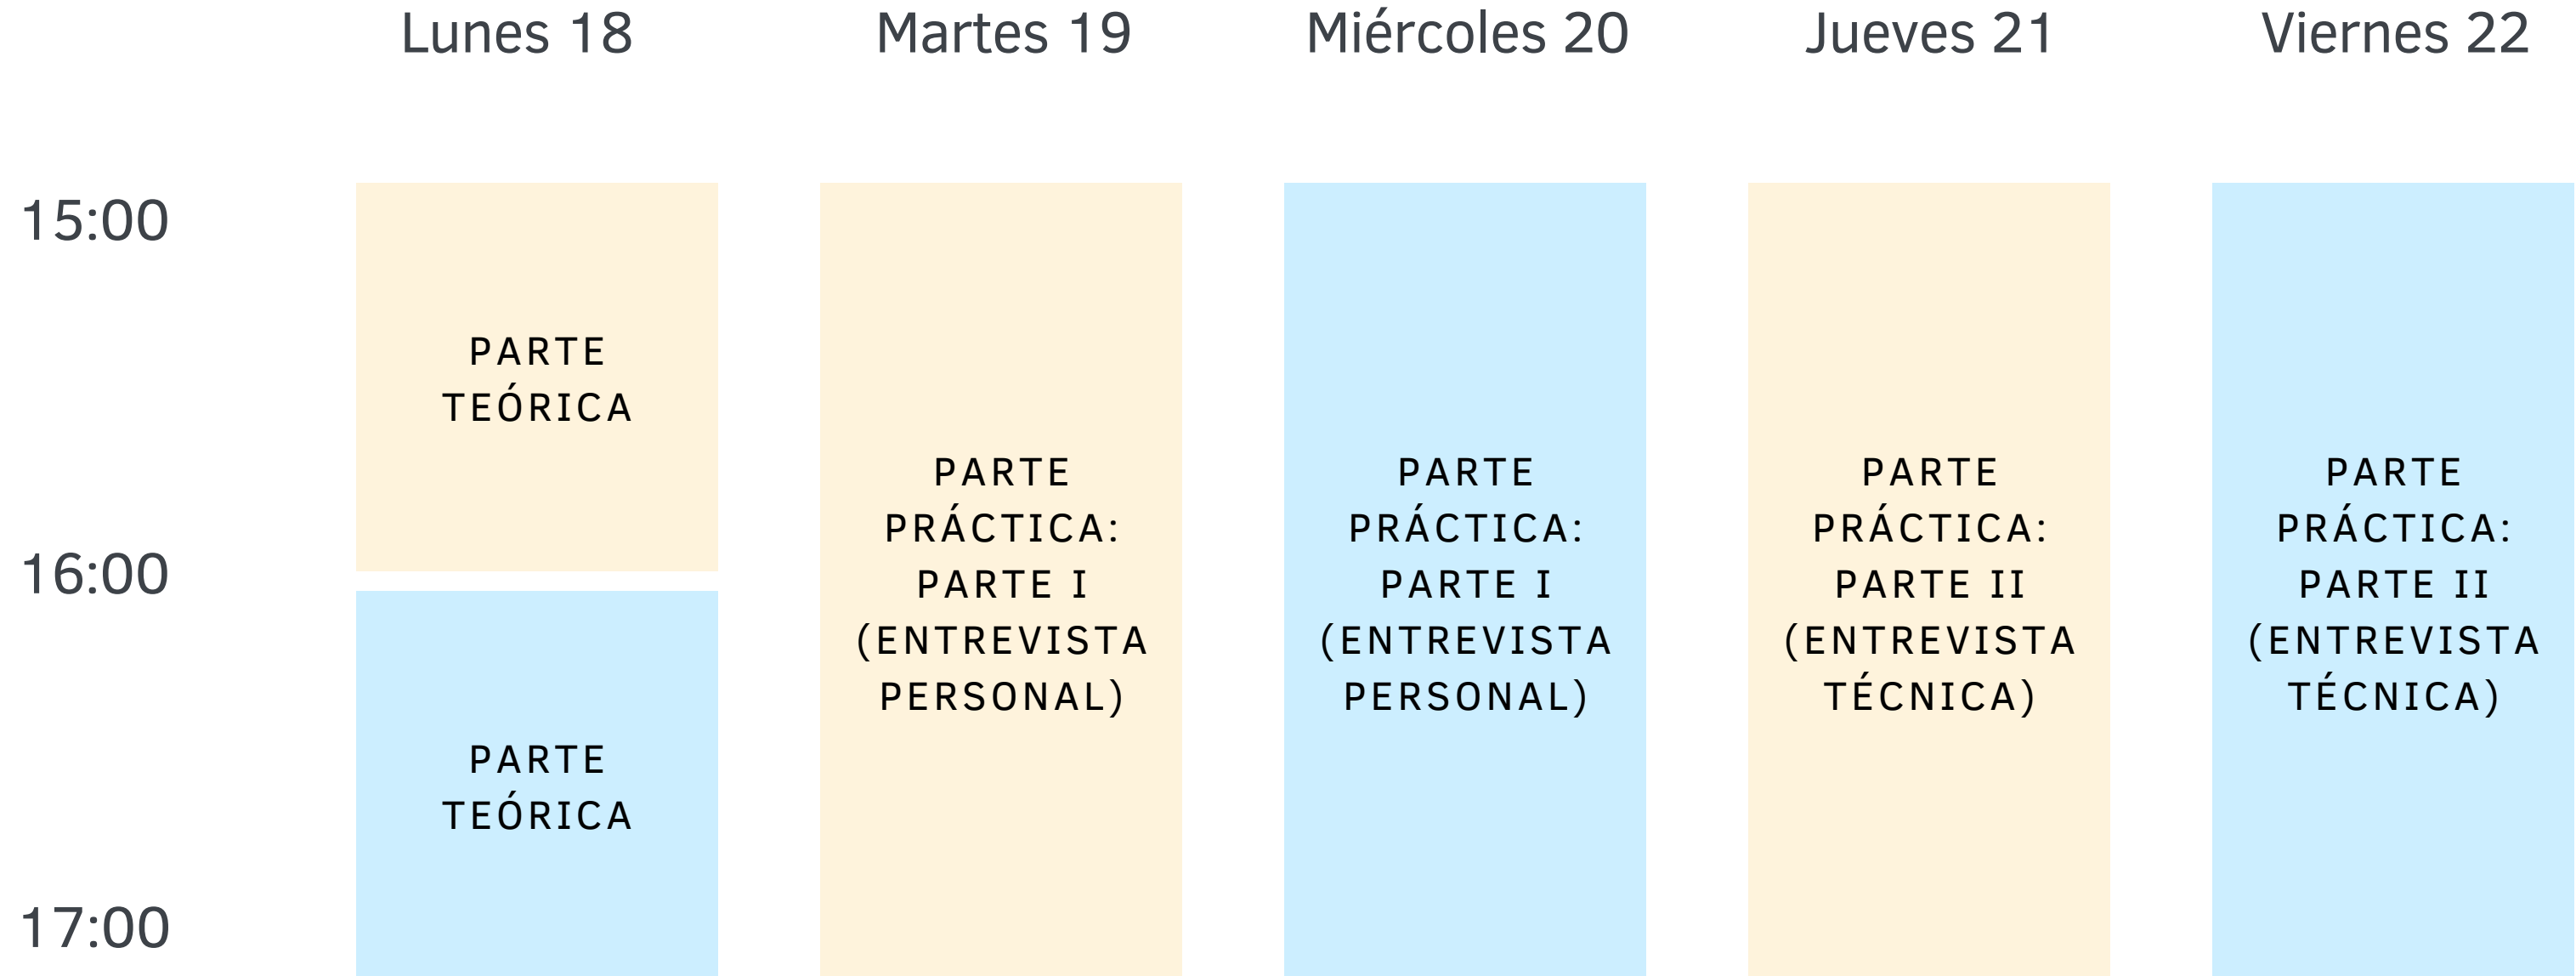 Lunes 18
Martes 19
Miércoles 20
Jueves 21
Viernes 22
15:00
PARTE
TEÓRICA
16:00
PARTE
TEÓRICA
17:00
PARTE
PRÁCTICA:
PARTE I
(ENTREVISTA
PERSONAL)
PARTE
PRÁCTICA:
PARTE I
(ENTREVISTA
PERSONAL)
PARTE
PRÁCTICA:
PARTE II
(ENTREVISTA
TÉCNICA)
PARTE
PRÁCTICA:
PARTE II
(ENTREVISTA
TÉCNICA)